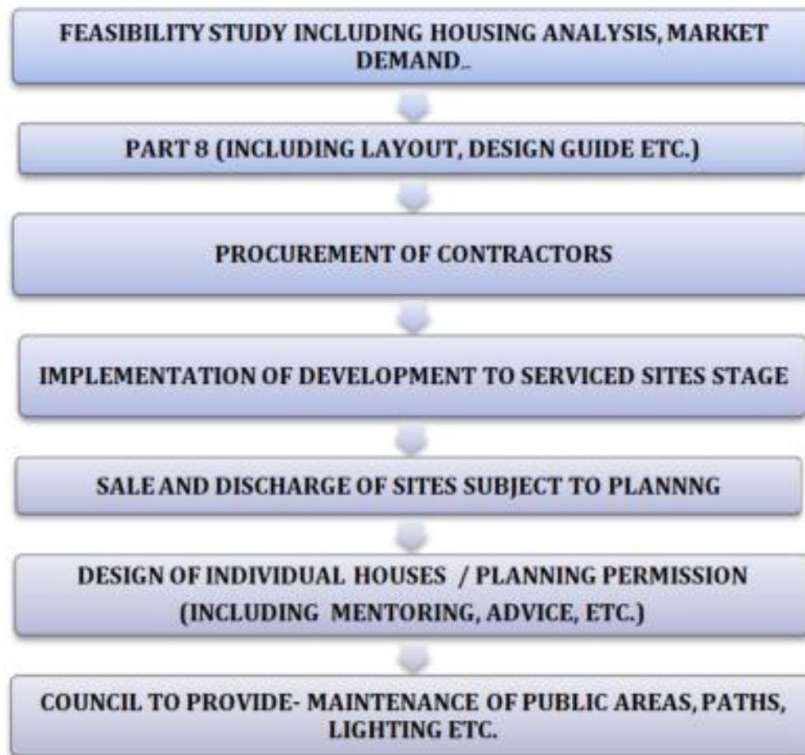 FEASIBILITY STUDY INCLUDING HOUSING ANALYSIS, MARKET
DEMAND..
PART 8 (INCLUDING LAYOUT, DESIGN GUIDE ETC.)
PROCUREMENT OF CONTRACTORS
IMPLEMENTATION OF DEVELOPMENT TO SERVICED SITES STAGE
SALE AND DISCHARGE OF SITES SUBJECT TO PLANNNG
DESIGN OF INDIVIDUAL HOUSES / PLANNING PERMISSION
(INCLUDING MENTORING, ADVICE, ETC.)
COUNCIL TO PROVIDE- MAINTENANCE OF PUBLIC AREAS, PATHS,
LIGHTING ETC.